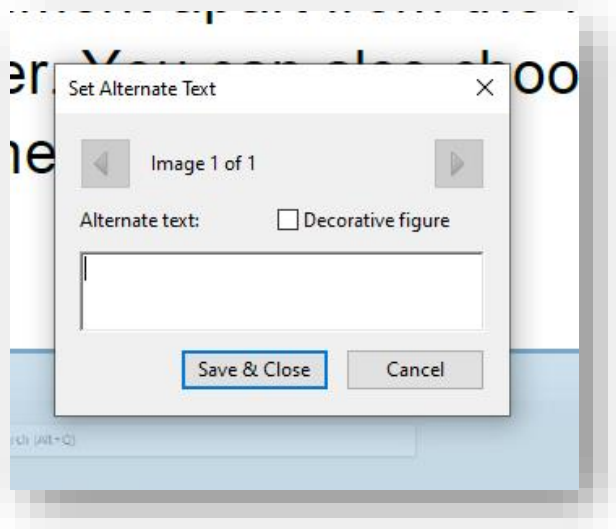 er. You can also choo
Set Alternate Text
Image 1 of 1
Alternate text:
Decorative figure
Save & Close
Cancel
(Alt+Q)